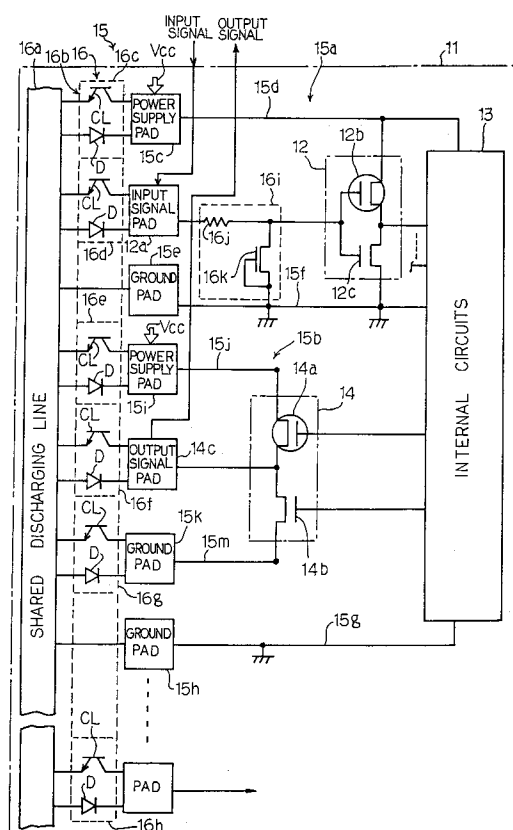 INPUT SIGNAL
OUTPUT SIGNAL
15
16a
16b
16
16c
Vcc
15a
11
CL
POWER SUPPLY PAD
15d
13
D
15c
12
12b
D
CL
INPUT SIGNAL PAD
16i
D
16d
12a
16j
15e
16k
12c
GROUND PAD
15f
16e
Vcc
CL
POWER SUPPLY PAD
15j
15b
D
15i
14a
14
CL
OUTPUT SIGNAL PAD
14c
D
16f
CL
15k
14b
GROUND PAD
15m
D
16g
GROUND PAD
15g
15h
SHARED DISCHARGING LINE
INTERNAL CIRCUITS
CL
D
PAD
16h